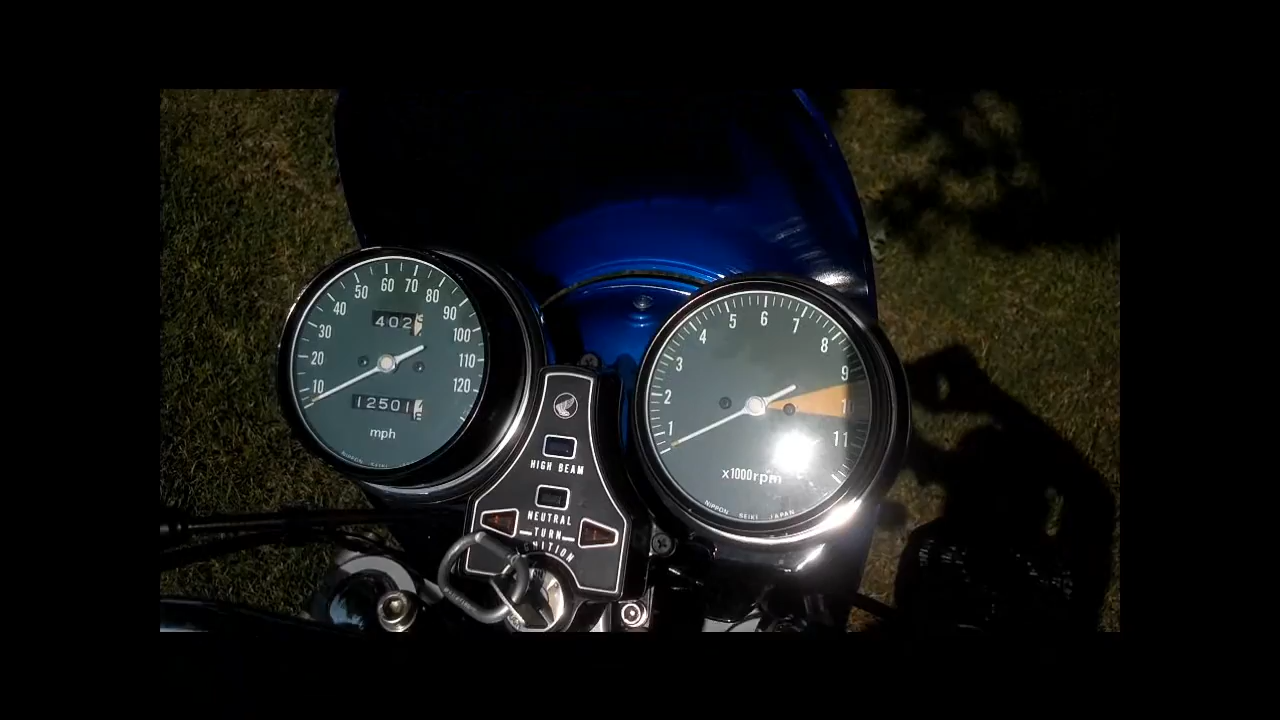 10 20 30 40 50 60 70 80 90 100 110 120
402
12501
mph
NIPPON SEIKI
1 2 3 4 5 6 7 8 9 10 11
x1000rpm
NIPPON SEIKI JAPAN
HIGH BEAM
NEUTRAL
TURN